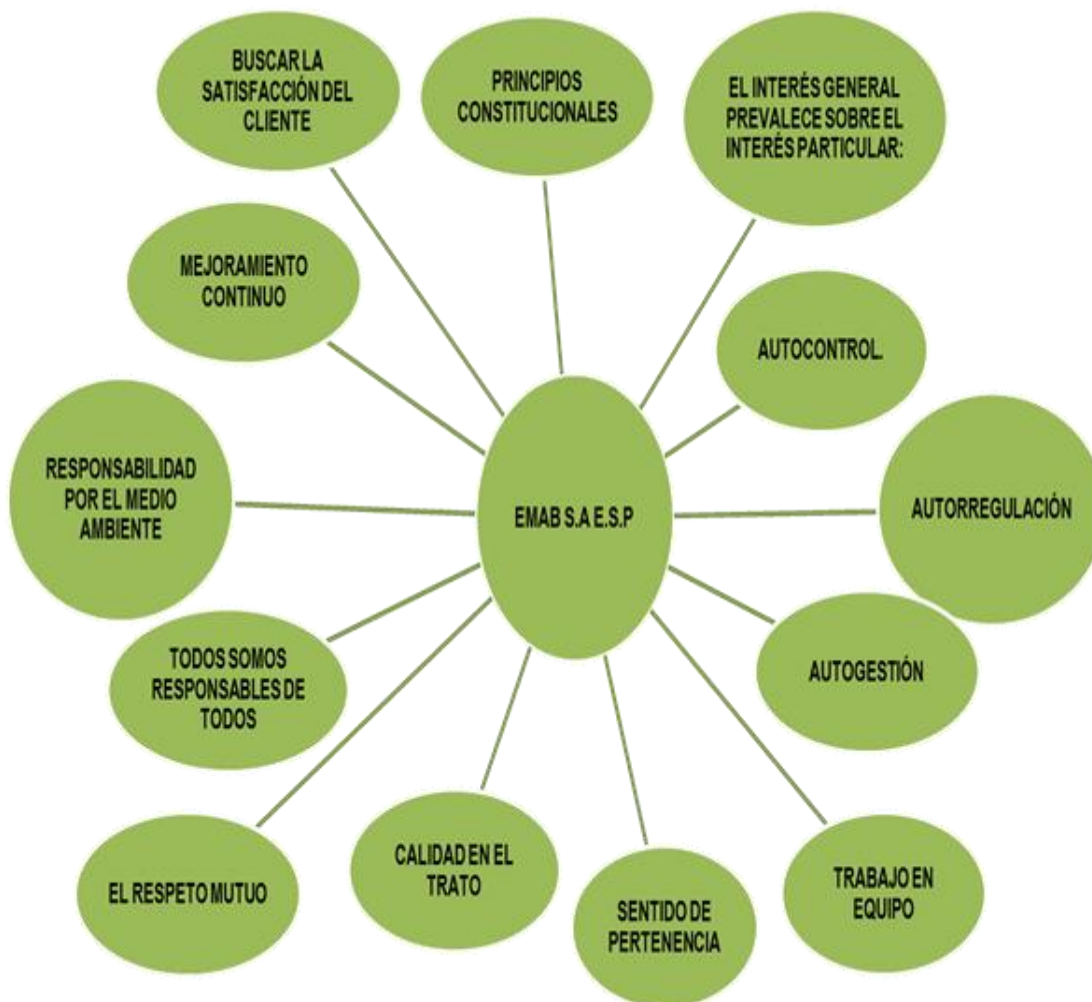 BUSCAR LA
SATISFACCIÓN DEL
CLIENTE
PRINCIPIOS
CONSTITUCIONALES
EL INTERÉS GENERAL
PREVALECE SOBRE EL
INTERÉS PARTICULAR:
MEJORAMIENTO
CONTINUO
AUTOCONTROL.
RESPONSABILIDAD
POR EL MEDIO
AMBIENTE
EMAB S.A E.S.P
AUTORREGULACIÓN
TODOS SOMOS
RESPONSABLES DE
TODOS
AUTOGESTIÓN
EL RESPETO MUTUO
CALIDAD EN EL
TRATO
SENTIDO DE
PERTENENCIA
TRABAJO EN
EQUIPO